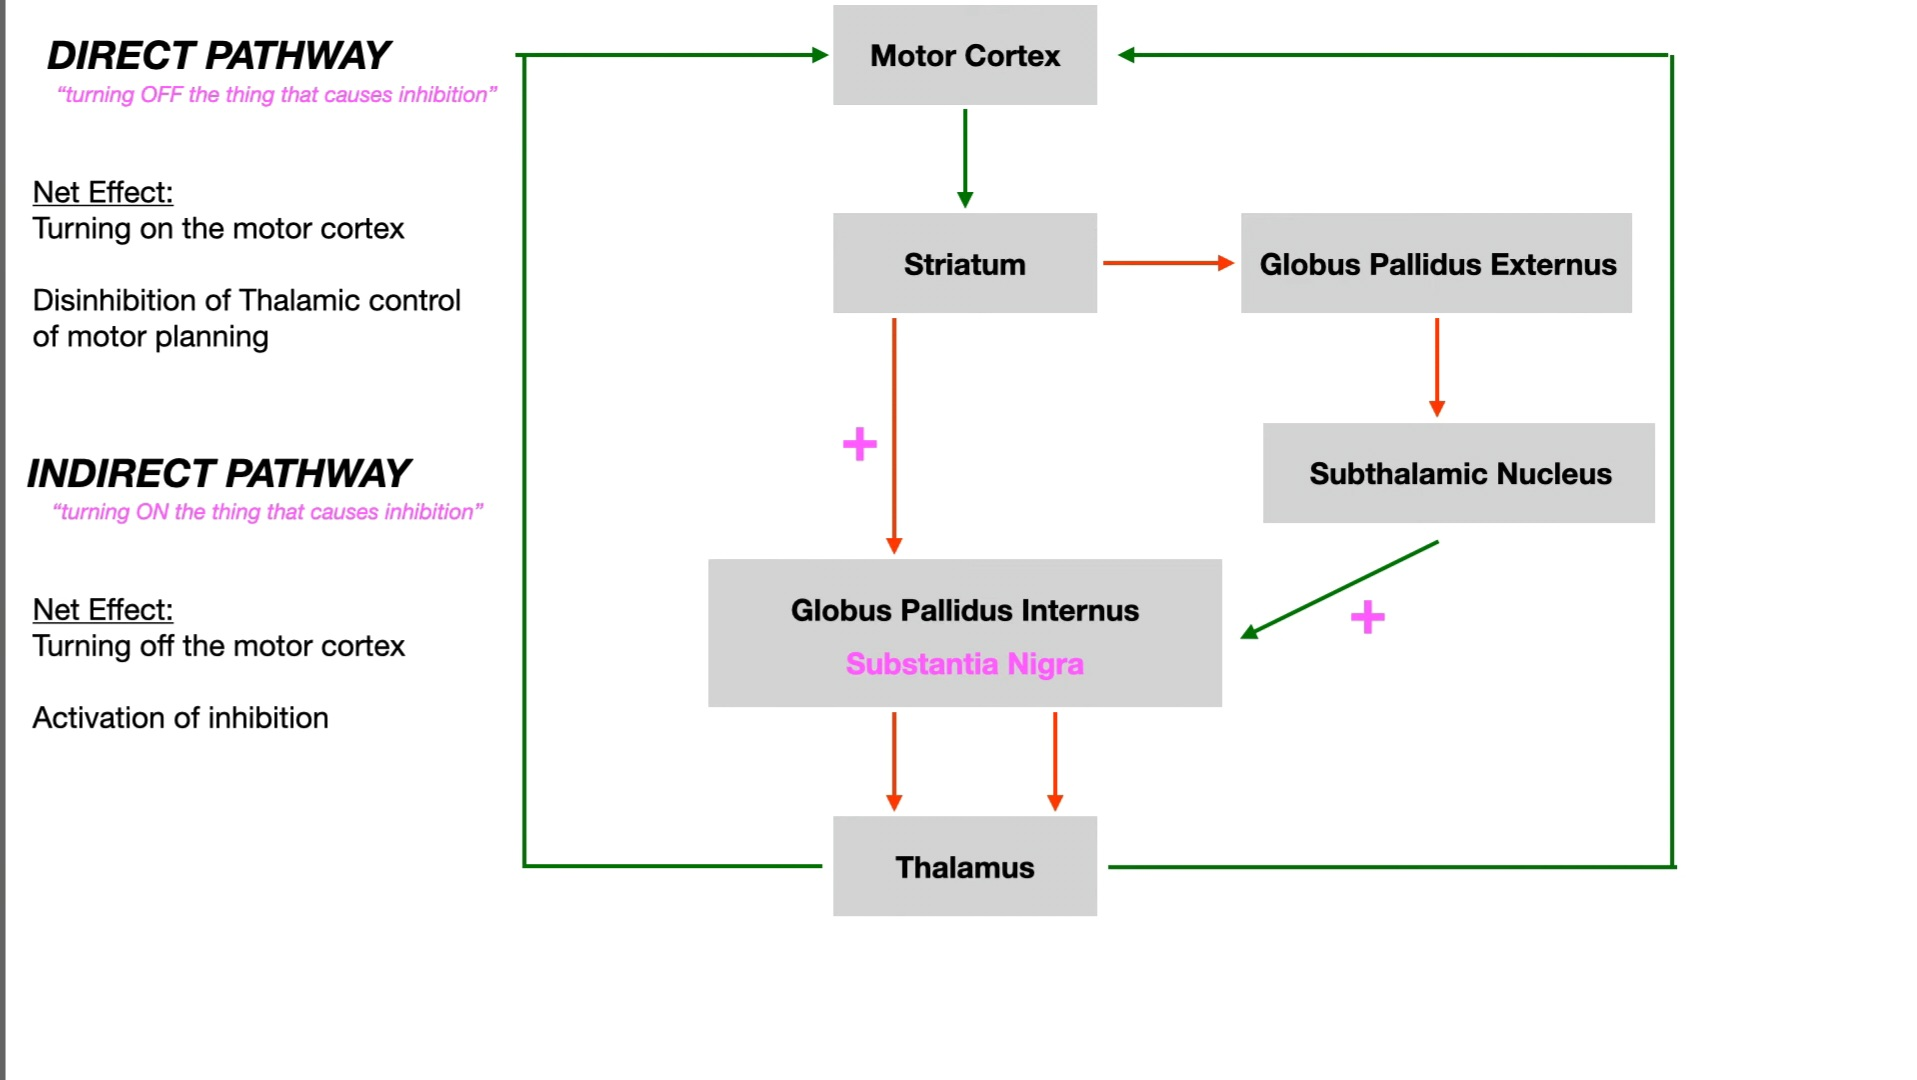 DIRECT PATHWAY
“turning OFF the thing that causes inhibition”
Net Effect:
Turning on the motor cortex
Disinhibition of Thalamic control
of motor planning
INDIRECT PATHWAY
“turning ON the thing that causes inhibition”
Net Effect:
Turning off the motor cortex
Activation of inhibition
Motor Cortex
Striatum
Globus Pallidus Externus
+
Subthalamic Nucleus
Globus Pallidus Internus
Substantia Nigra
+
Thalamus